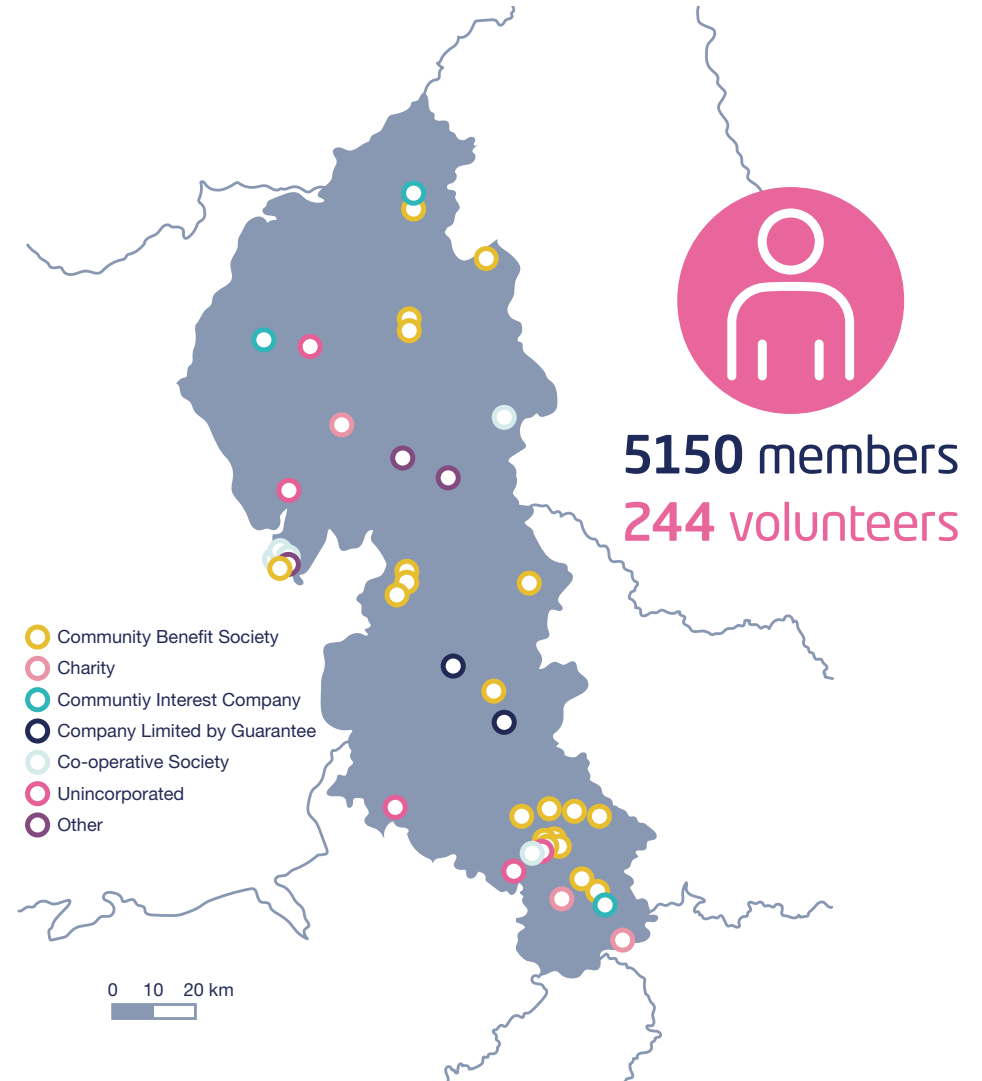 5150 members
244 volunteers
Community Benefit Society
Charity
Communtiy Interest Company
Company Limited by Guarantee
Co-operative Society
Unincorporated
Other
0 10 20 km